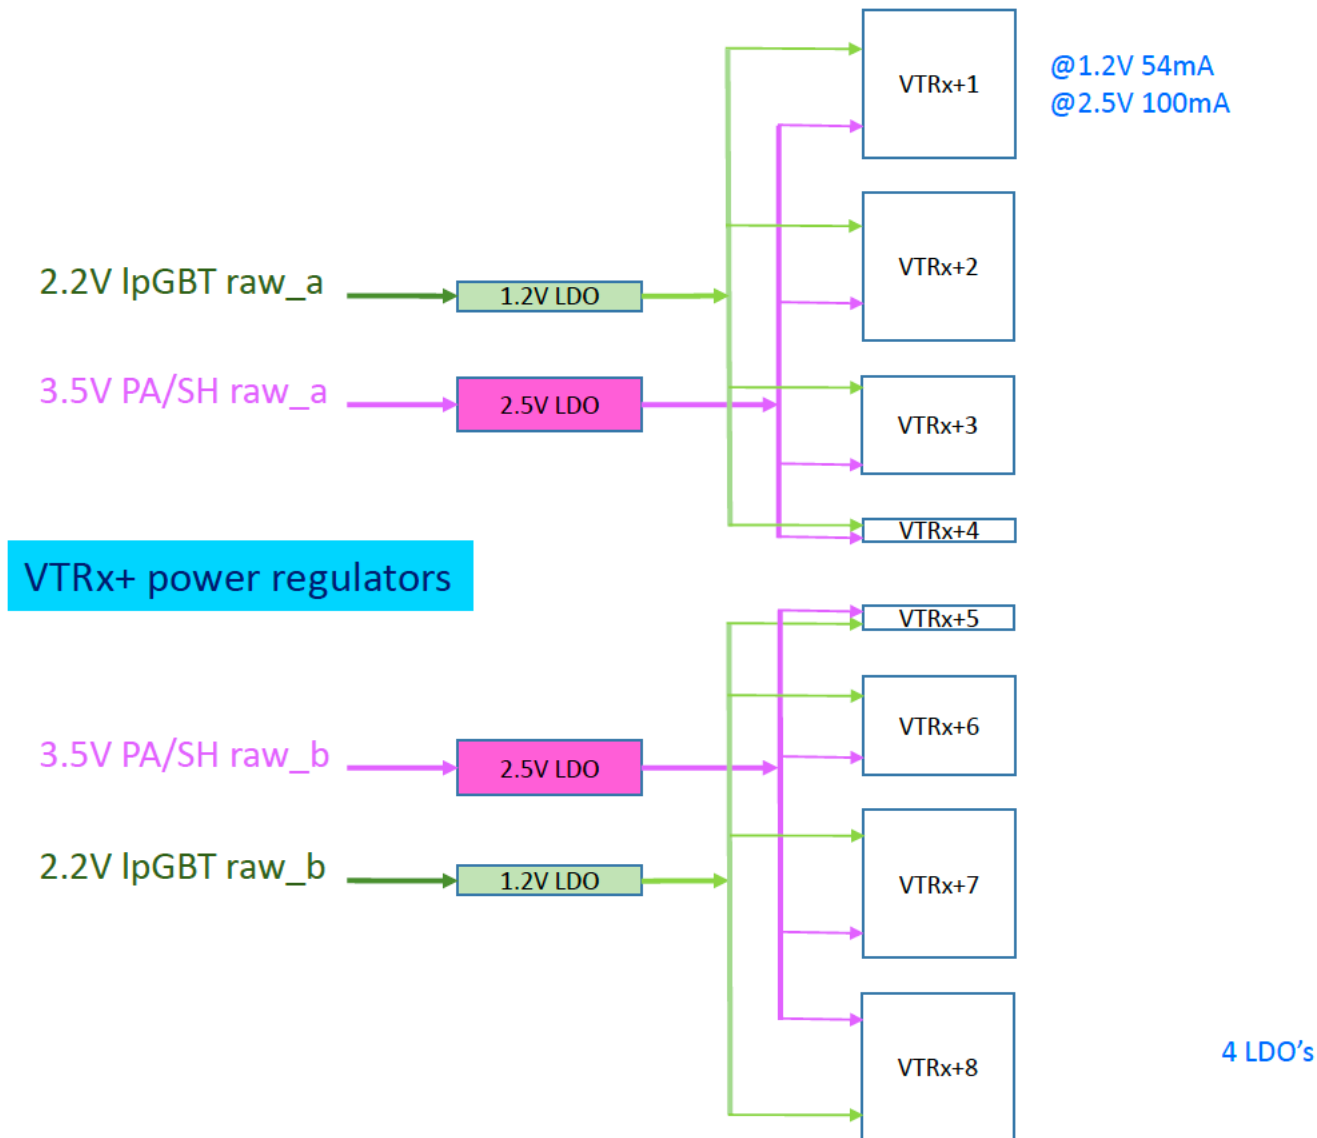 VTRx+1
@1.2V 54mA
@2.5V 100mA
VTRx+2
2.2V lpGBT raw_a
1.2V LDO
3.5V PA/SH raw_a
2.5V LDO
VTRx+3
VTRx+4
VTRx+ power regulators
VTRx+5
VTRx+6
3.5V PA/SH raw_b
2.5V LDO
2.2V lpGBT raw_b
1.2V LDO
VTRx+7
4 LDO’s
VTRx+8